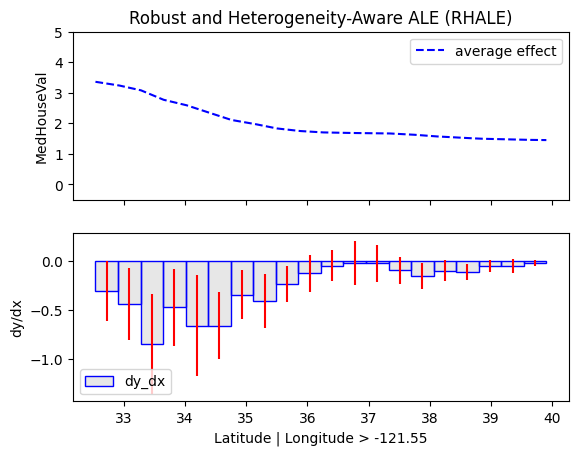 Robust and Heterogeneity-Aware ALE (RHALE)
5
4
3
2
1
0
MedHouseVal
average effect
0.0
-0.5
-1.0
dy/dx
dy_dx
33 34 35 36 37 38 39 40
Latitude | Longitude > -121.55